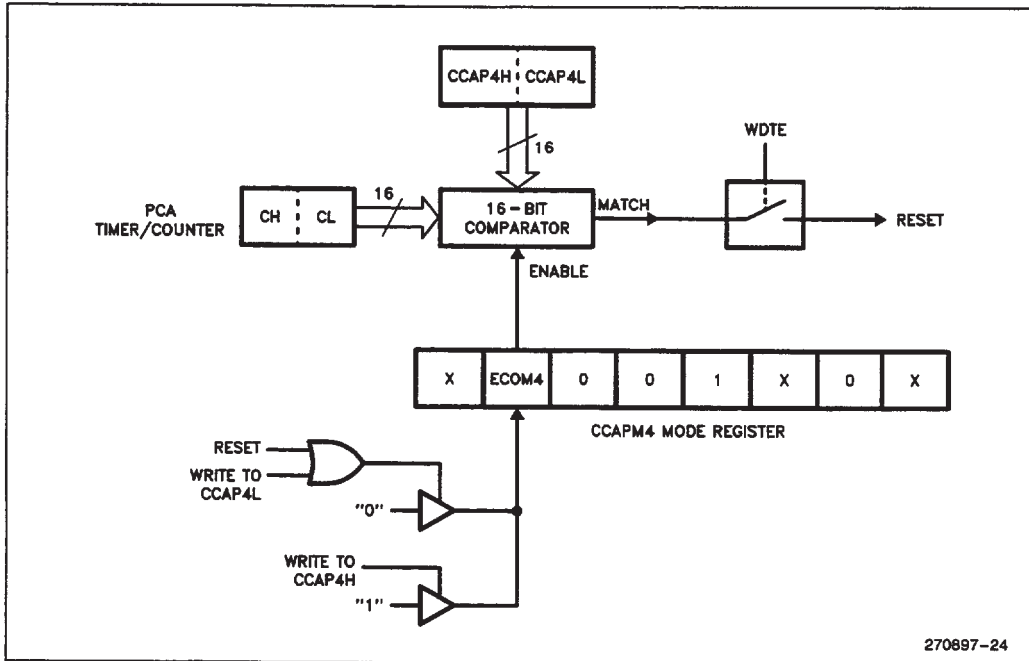 CCAP4H CCAP4L
16
WDTE
PCA
TIMER/COUNTER
CH CL
16
16-BIT
COMPARATOR
MATCH
RESET
ENABLE
X ECOM4 0 0 1 X 0 X
CCAPM4 MODE REGISTER
RESET
WRITE TO
CCAP4L
"0"
WRITE TO
CCAP4H
"1"
270897-24